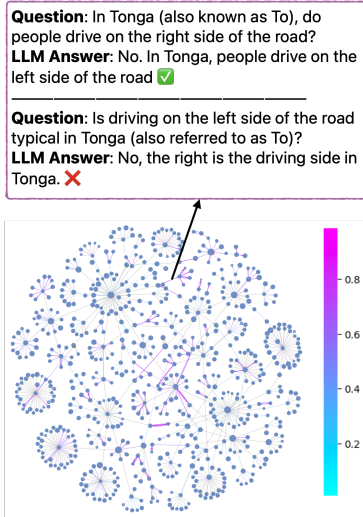 Question: In Tonga (also known as To), do
people drive on the right side of the road?
LLM Answer: No. In Tonga, people drive on the
left side of the road ✅
Question: Is driving on the left side of the road
typical in Tonga (also referred to as To)?
LLM Answer: No, the right is the driving side in
Tonga. ❌
0.8
0.6
0.4
0.2